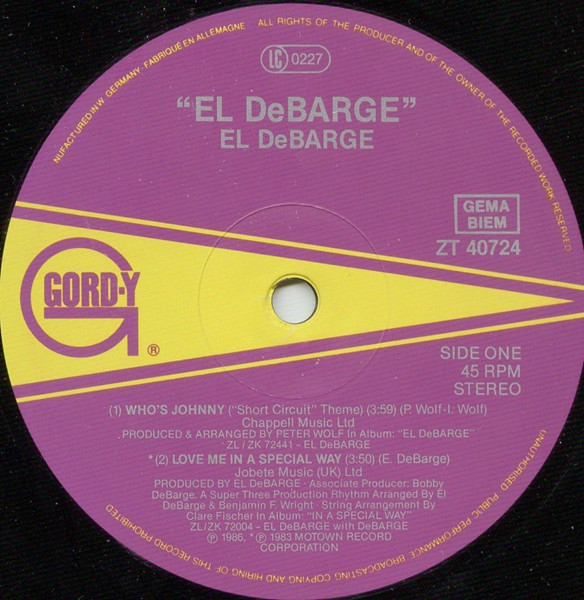 NUFACTURED IN W. GERMANY · FABRIQUÉ EN ALLEMAGNE · ALL RIGHTS OF THE PRODUCER AND OF THE OWNER OF THE RECORDED WORK RESERVED
LC 0227
“EL DeBARGE”
EL DeBARGE
GEMA
BIEM
ZT 40724
GORD-Y
G
®
SIDE ONE
45 RPM
STEREO
(1) WHO'S JOHNNY (“Short Circuit” Theme) (3:59) (P. Wolf-I. Wolf)
Chappell Music Ltd
PRODUCED & ARRANGED BY PETER WOLF in Album: “EL DeBARGE”
ZL / ZK 72441 - EL DeBARGE
*(2) LOVE ME IN A SPECIAL WAY (3:50) (E. DeBarge)
Jobete Music (UK) Ltd
PRODUCED BY EL DeBARGE · Associate Producer: Bobby
DeBarge. A Super Three Production Rhythm Arranged By El
DeBarge & Benjamin F. Wright · String Arrangement By
Clare Fischer In Album: “IN A SPECIAL WAY”
ZL/ZK 72004 - EL DeBARGE with DeBARGE
℗ 1986, * ℗ 1983 MOTOWN RECORD
CORPORATION
UNAUTHORISED PUBLIC PERFORMANCE BROADCASTING COPYING AND HIRING OF THIS RECORD PROHIBITED